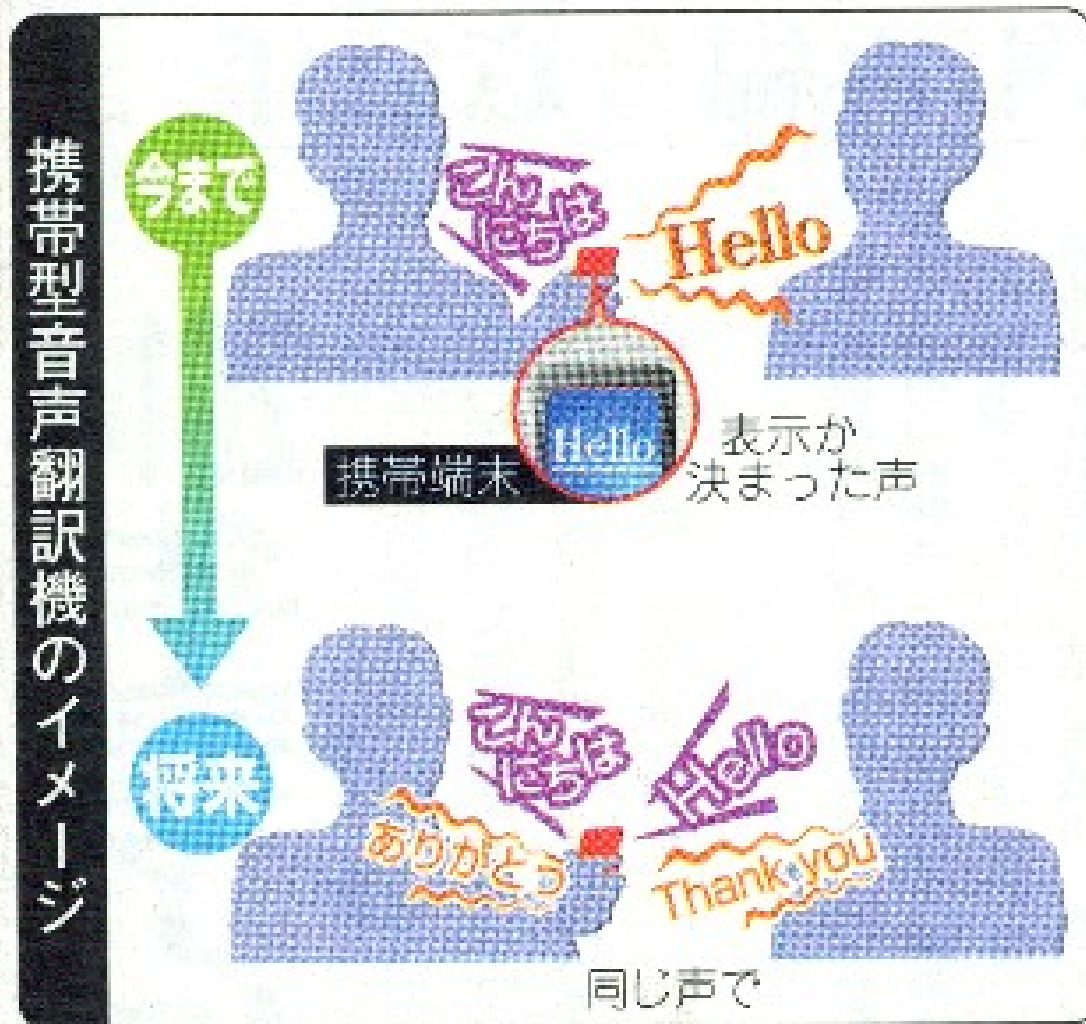 携帯型音声翻訳機のイメージ
今まで
こん
にちは
Hello
Hello
携帯端末
表示か
決まった声
将来
こん
にちは
Hello
ありがとう
Thank you
同じ声で